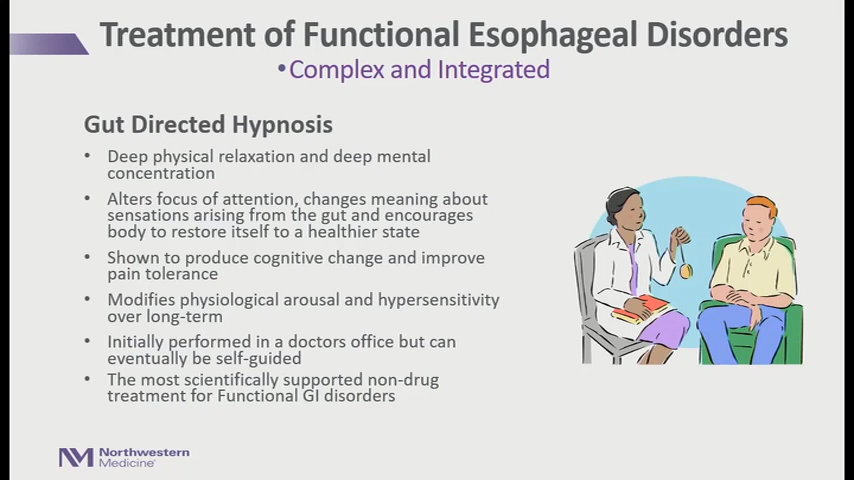 Treatment of Functional Esophageal Disorders
•Complex and Integrated
Gut Directed Hypnosis
• Deep physical relaxation and deep mental
concentration
• Alters focus of attention, changes meaning about
sensations arising from the gut and encourages
body to restore itself to a healthier state
• Shown to produce cognitive change and improve
pain tolerance
• Modifies physiological arousal and hypersensitivity
over long-term
• Initially performed in a doctors office but can
eventually be self-guided
• The most scientifically supported non-drug
treatment for Functional GI disorders
NM Northwestern
Medicine